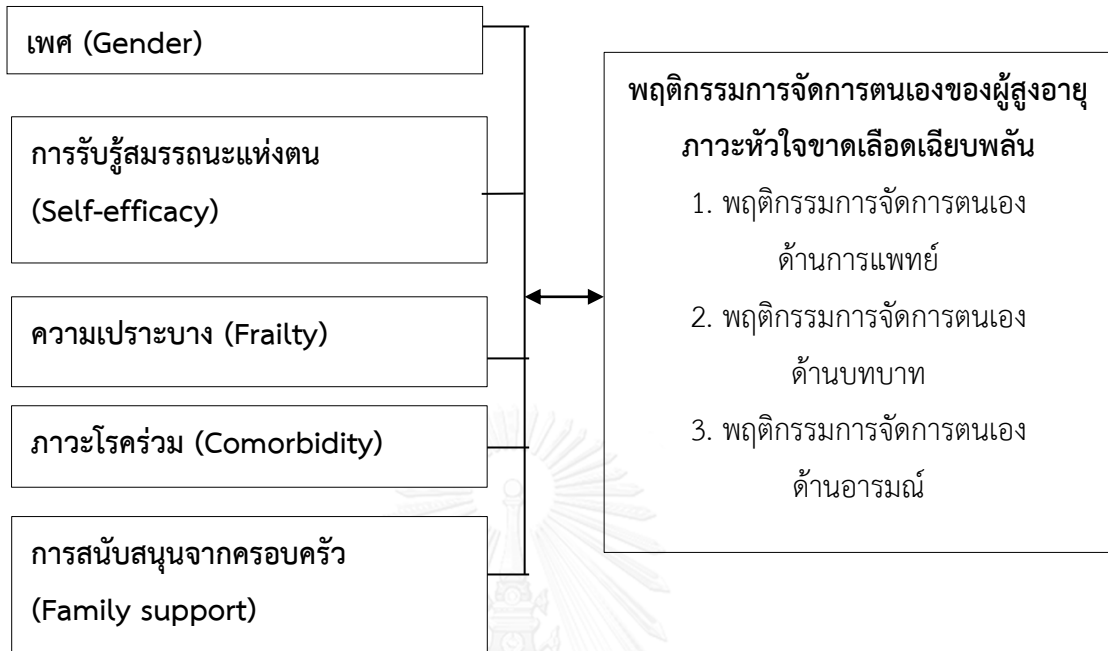 เพศ (Gender)
การรับรู้สมรรถนะแห่งตน
(Self-efficacy)
ความเปราะบาง (Frailty)
ภาวะโรคร่วม (Comorbidity)
การสนับสนุนจากครอบครัว
(Family support)
พฤติกรรมการจัดการตนเองของผู้สูงอายุ
ภาวะหัวใจขาดเลือดเฉียบพลัน
1. พฤติกรรมการจัดการตนเอง
ด้านการแพทย์
2. พฤติกรรมการจัดการตนเอง
ด้านบทบาท
3. พฤติกรรมการจัดการตนเอง
ด้านอารมณ์